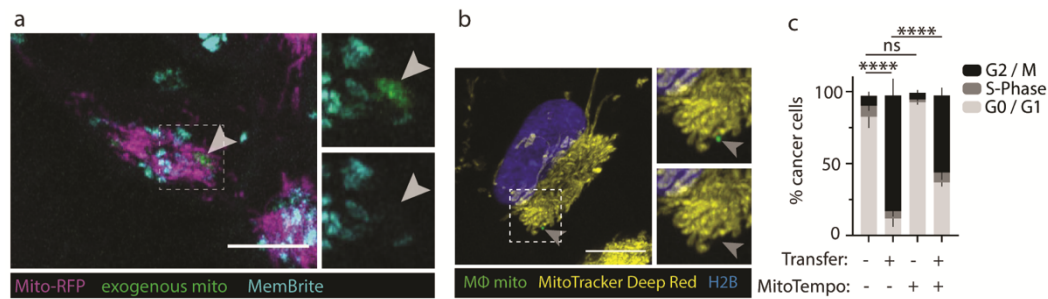 a
Mito-RFP exogenous mito MemBrite
b
MΦ mito MitoTracker Deep Red H2B
c
****
ns
****
G2 / M
S-Phase
G0 / G1
100
50
0
% cancer cells
Transfer: - + - +
MitoTempo: - - + +